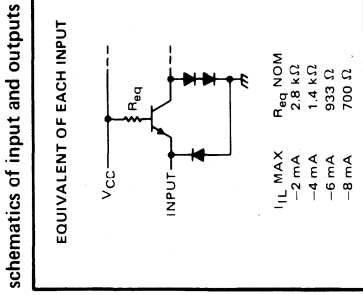 schematics of input and outputs
EQUIVALENT OF EACH INPUT
VCC
Req
INPUT
IIL MAX Req NOM
−2 mA 2.8 kΩ
−4 mA 1.4 kΩ
−6 mA 933 Ω
−8 mA 700 Ω